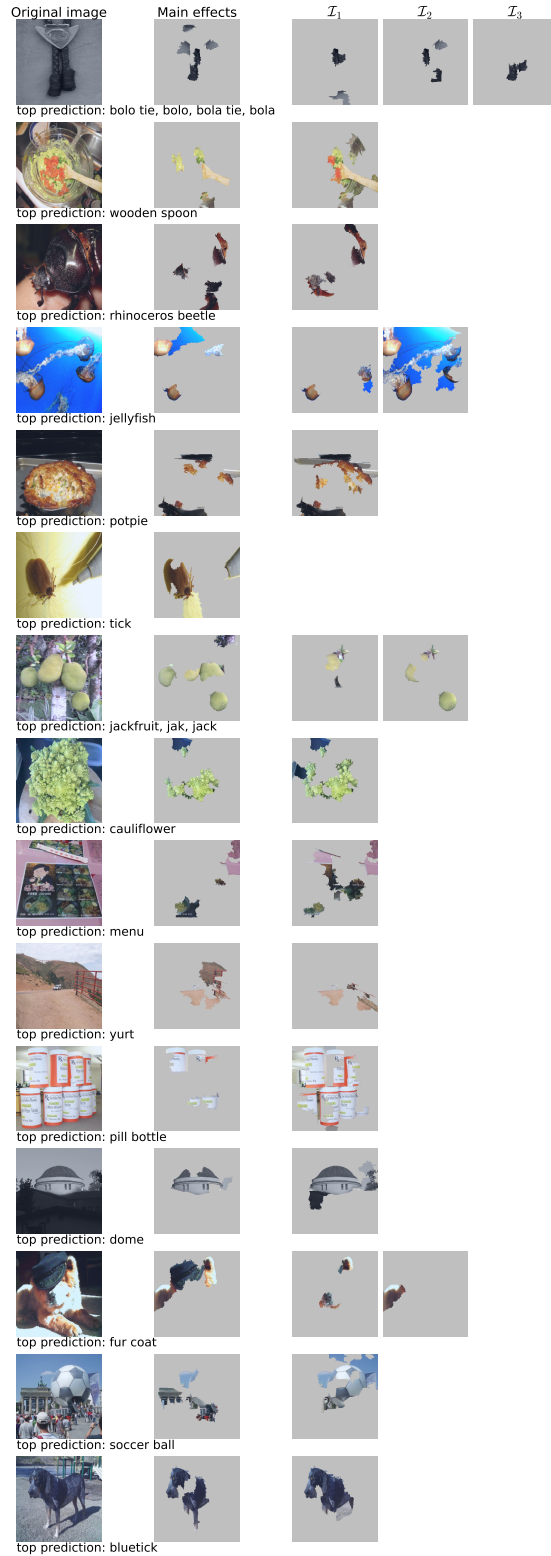 Original image Main effects I₁ I₂ I₃
top prediction: bolo tie, bolo, bola tie, bola
top prediction: wooden spoon
top prediction: rhinoceros beetle
top prediction: jellyfish
top prediction: potpie
top prediction: tick
top prediction: jackfruit, jak, jack
top prediction: cauliflower
top prediction: menu
top prediction: yurt
top prediction: pill bottle
top prediction: dome
top prediction: fur coat
top prediction: soccer ball
top prediction: bluetick